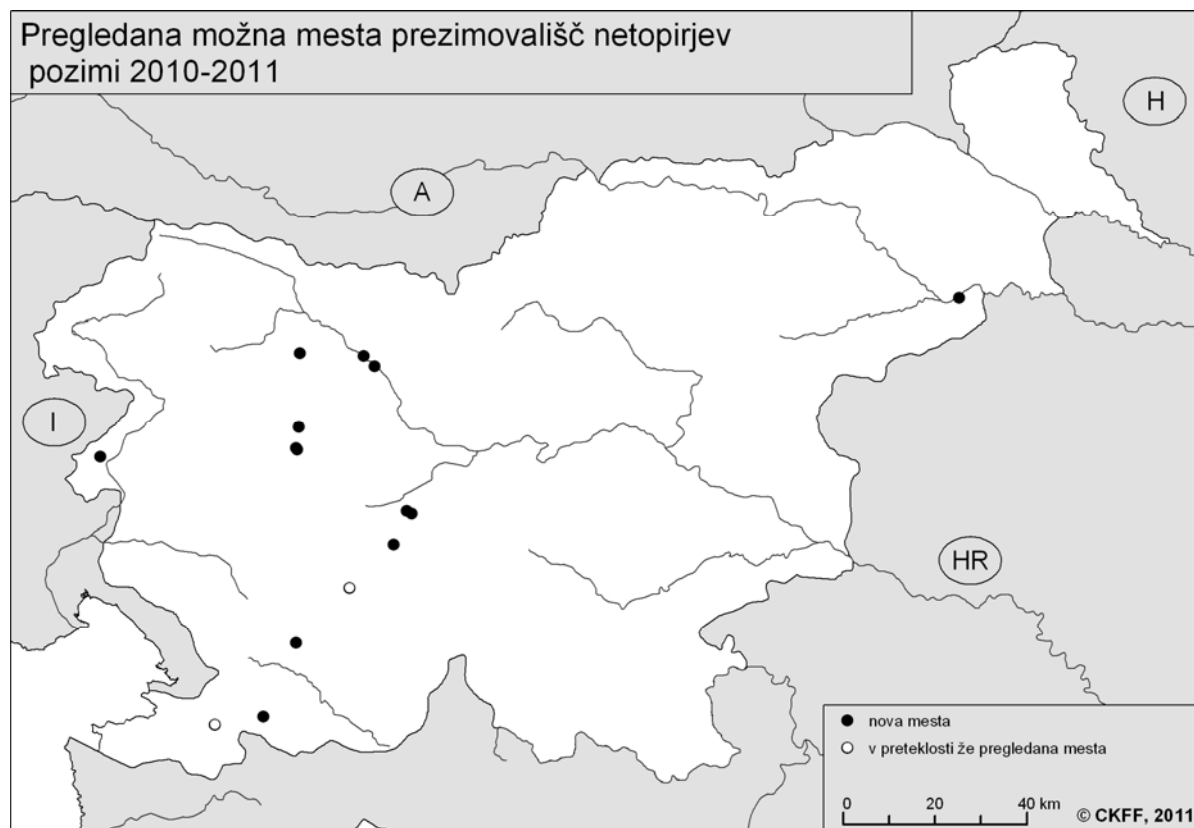 Pregledana možna mesta prezimovališč netopirjev
pozimi 2010-2011
H
A
I
HR
nova mesta
v preteklosti že pregledana mesta
0 20 40 km
© CKFF, 2011